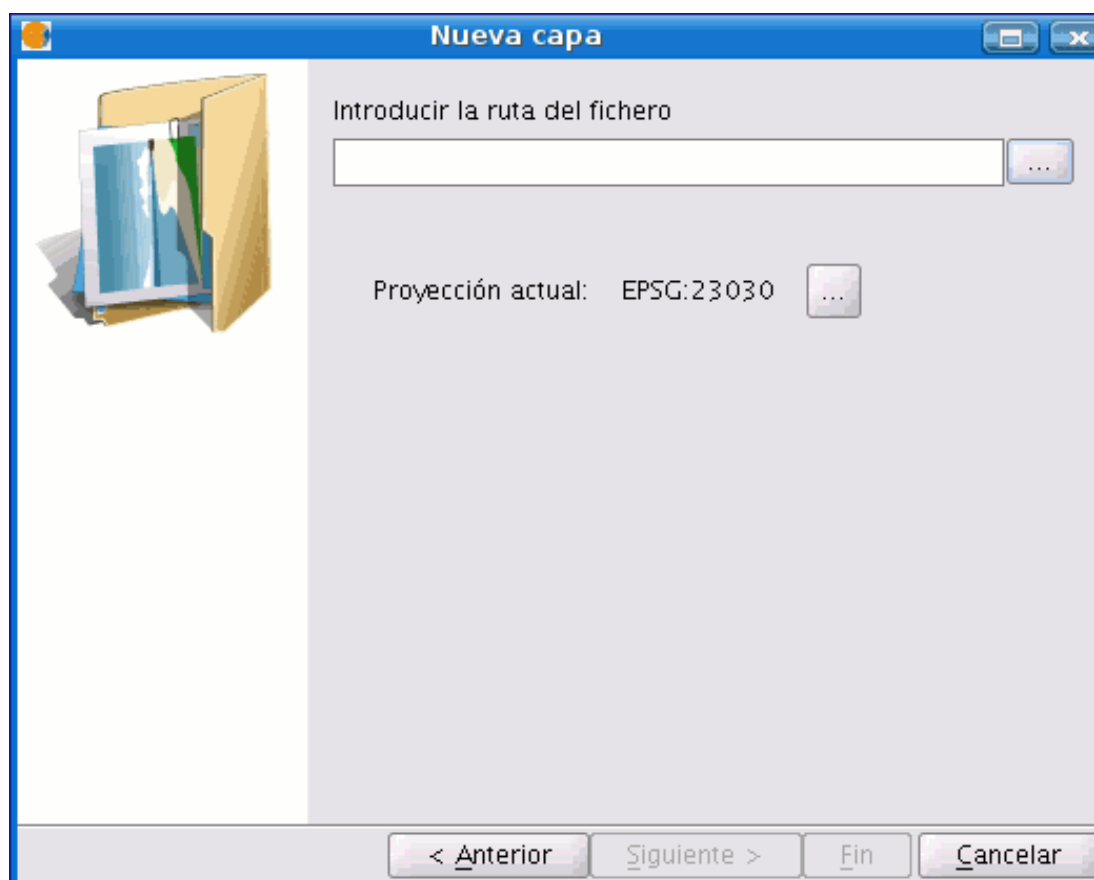 Nueva capa
Introducir la ruta del fichero
...
Proyección actual: EPSG:23030 ...
< Anterior Siguiente > Fin Cancelar